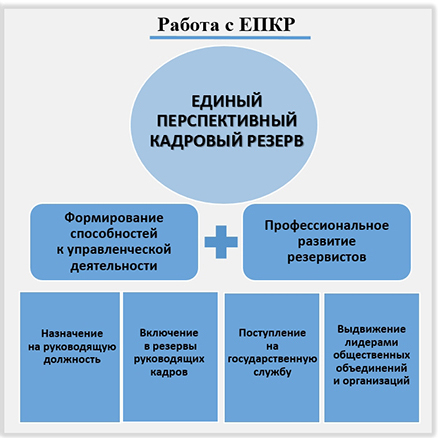 Работа с ЕПКР
ЕДИНЫЙ
ПЕРСПЕКТИВНЫЙ
КАДРОВЫЙ РЕЗЕРВ
Формирование
способностей
к управленческой
деятельности
Профессиональное
развитие
резервистов
Назначение
на руководящую
должность
Включение
в резервы
руководящих
кадров
Поступление
на
государственную
службу
Выдвижение
лидерами
общественных
объединений
и организаций